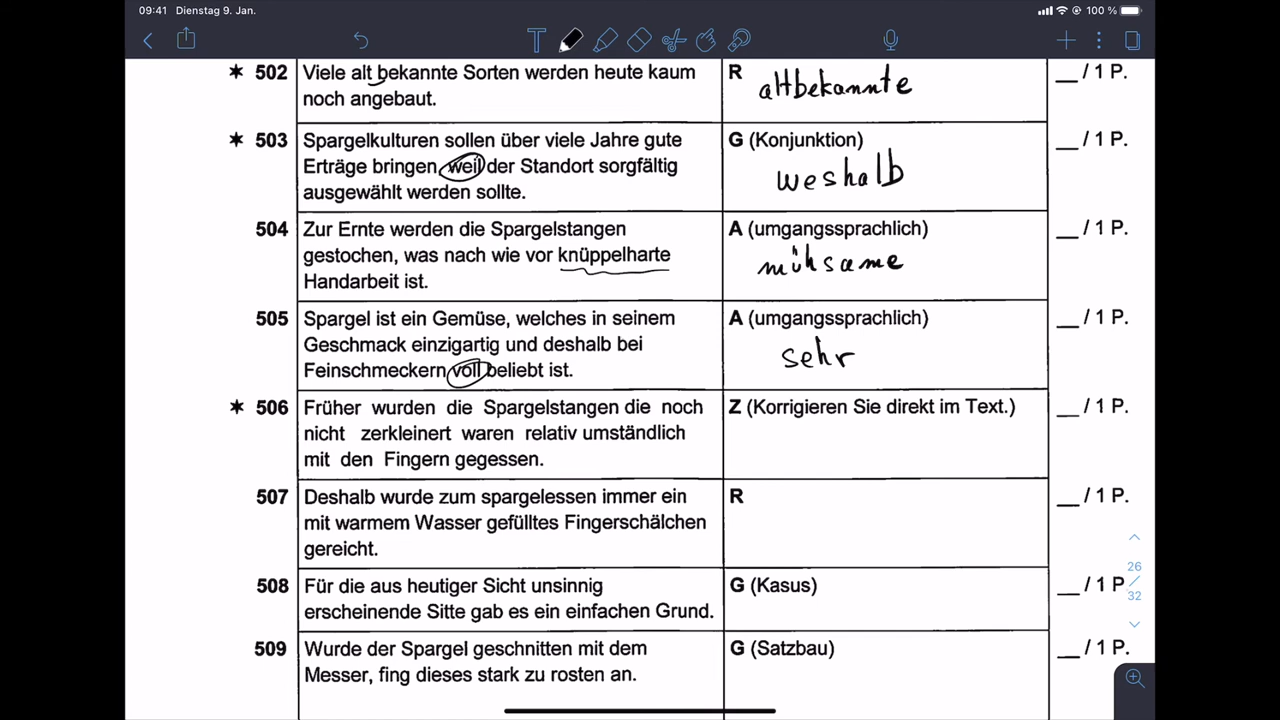 09:41 Dienstag 9. Jan.
100 %
★ 502 Viele alt bekannte Sorten werden heute kaum
noch angebaut.
R
altbekannte
__ / 1 P.
★ 503 Spargelkulturen sollen über viele Jahre gute
Erträge bringen, weil der Standort sorgfältig
ausgewählt werden sollte.
G (Konjunktion)
weshalb
__ / 1 P.
504 Zur Ernte werden die Spargelstangen
gestochen, was nach wie vor knüppelharte
Handarbeit ist.
A (umgangssprachlich)
mühsame
__ / 1 P.
505 Spargel ist ein Gemüse, welches in seinem
Geschmack einzigartig und deshalb bei
Feinschmeckern voll beliebt ist.
A (umgangssprachlich)
sehr
__ / 1 P.
★ 506 Früher wurden die Spargelstangen die noch
nicht zerkleinert waren relativ umständlich
mit den Fingern gegessen.
Z (Korrigieren Sie direkt im Text.)
__ / 1 P.
507 Deshalb wurde zum spargelessen immer ein
mit warmem Wasser gefülltes Fingerschälchen
gereicht.
R
__ / 1 P.
508 Für die aus heutiger Sicht unsinnig
erscheinende Sitte gab es ein einfachen Grund.
G (Kasus)
__ / 1 P
509 Wurde der Spargel geschnitten mit dem
Messer, fing dieses stark zu rosten an.
G (Satzbau)
__ / 1 P.
26
/
32